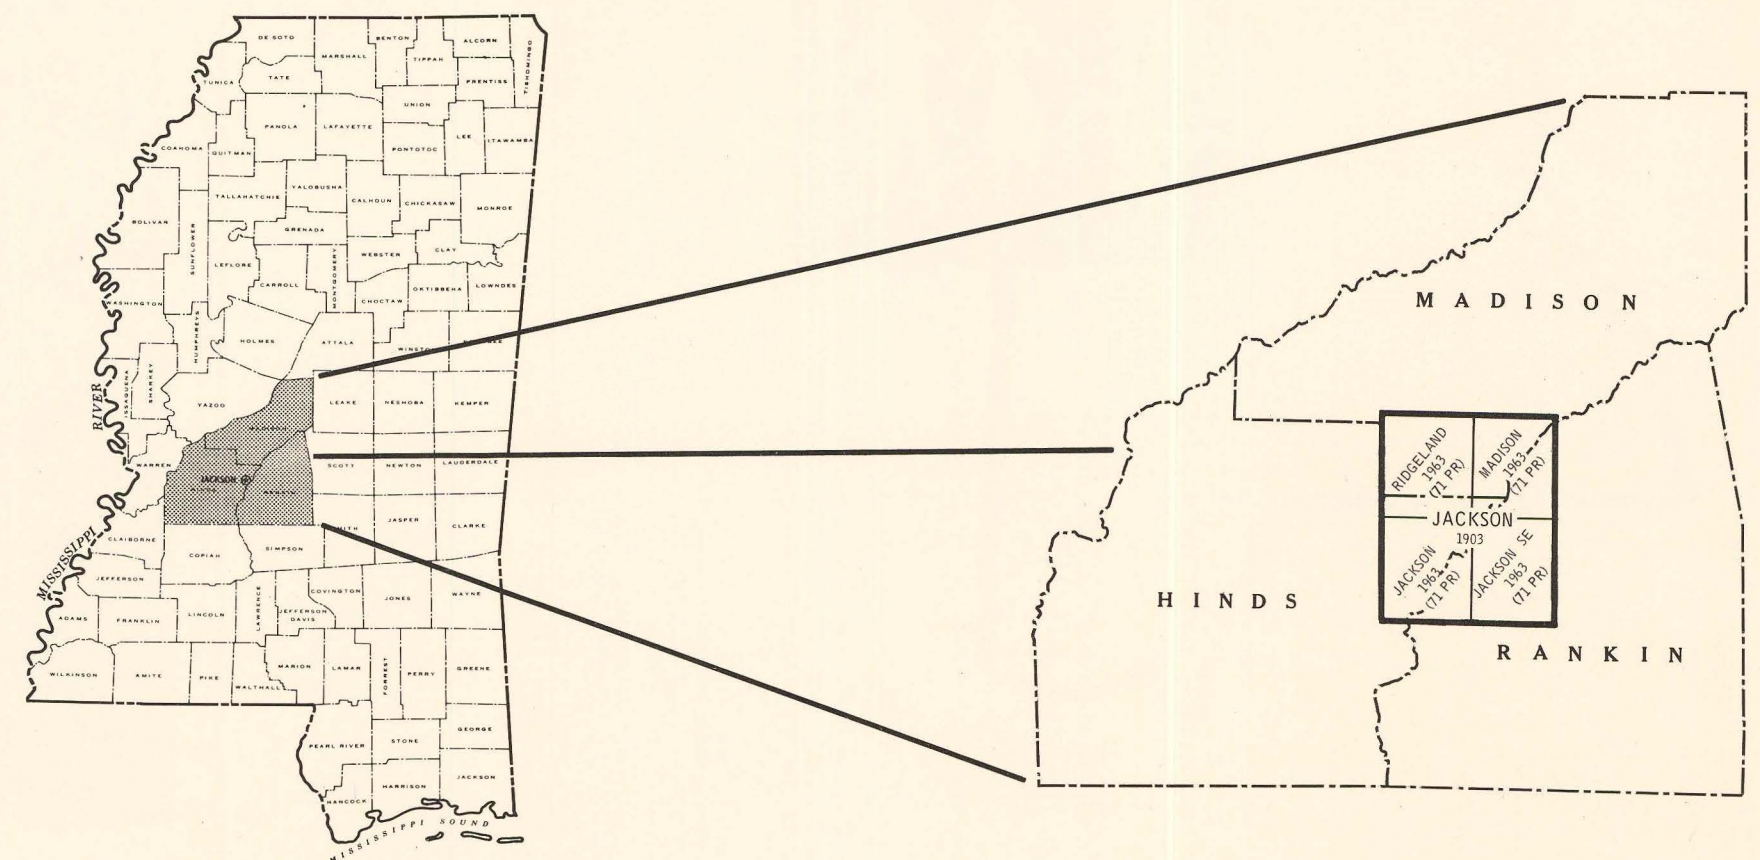 DE SOTO
BENTON
ALCORN
MARSHALL
TIPPAH
TISHOMINGO
TUNICA
TATE
PRENTISS
UNION
PANOLA
LAFAYETTE
LEE
ITAWAMBA
COAHOMA
QUITMAN
PONTOTOC
TALLAHATCHIE
YALOBUSHA
CALHOUN
CHICKASAW
MONROE
BOLIVAR
SUNFLOWER
GRENADA
LEFLORE
WEBSTER
CLAY
CARROLL
MONTGOMERY
OKTIBBEHA
LOWNDES
WASHINGTON
CHOCTAW
HUMPHREYS
HOLMES
ATTALA
ISSAQUENA
SHARKEY
YAZOO
LEAKE
NESHOBA
KEMPER
RIVER
WARREN
JACKSON
SCOTT
NEWTON
LAUDERDALE
RANKIN
MISSISSIPPI
CLAIBORNE
COPIAH
SIMPSON
JASPER
CLARKE
JEFFERSON
ADAMS
FRANKLIN
LINCOLN
LAWRENCE
JEFFERSON
DAVIS
COVINGTON
JONES
WAYNE
WILKINSON
AMITE
PIKE
WALTHALL
MARION
LAMAR
FORREST
PERRY
GREENE
PEARL RIVER
STONE
GEORGE
HANCOCK
HARRISON
JACKSON
MISSISSIPPI SOUND
MADISON
HINDS
RANKIN
RIDGELAND
1963
(71 PR)
MADISON
1963
(71 PR)
JACKSON
1903
JACKSON
1963
(71 PR)
JACKSON SE
1963
(71 PR)